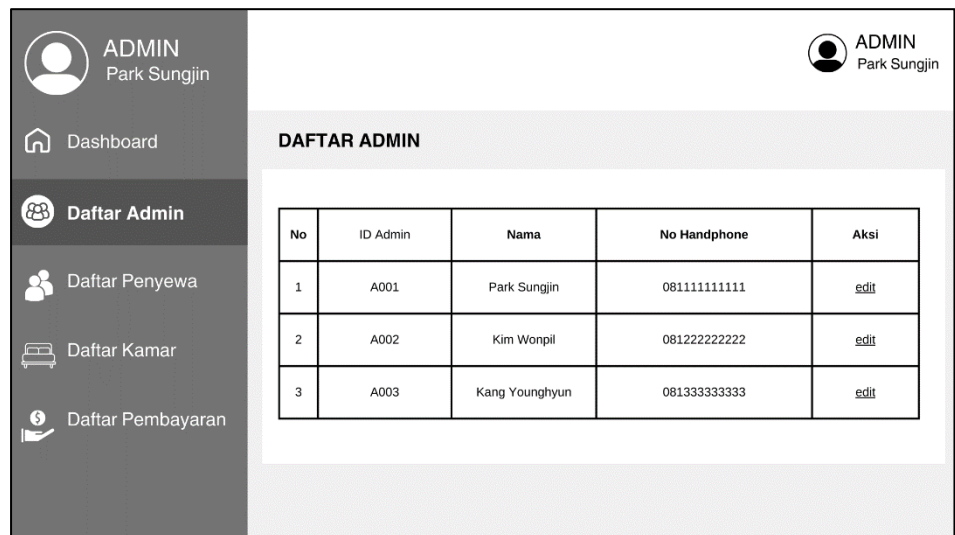 ADMIN
Park Sungjin
ADMIN
Park Sungjin
Dashboard
Daftar Admin
Daftar Penyewa
Daftar Kamar
Daftar Pembayaran
DAFTAR ADMIN
No ID Admin Nama No Handphone Aksi
1 A001 Park Sungjin 081111111111 edit
2 A002 Kim Wonpil 081222222222 edit
3 A003 Kang Younghyun 081333333333 edit